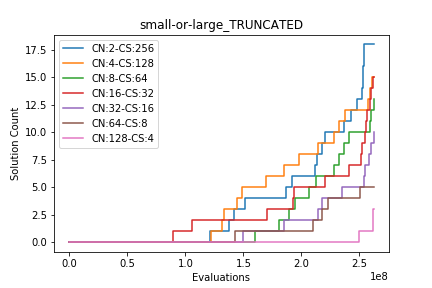 small-or-large_TRUNCATED
17.5
15.0
12.5
10.0
7.5
5.0
2.5
0.0
Solution Count
CN:2-CS:256
CN:4-CS:128
CN:8-CS:64
CN:16-CS:32
CN:32-CS:16
CN:64-CS:8
CN:128-CS:4
0.0 0.5 1.0 1.5 2.0 2.5
1e8
Evaluations